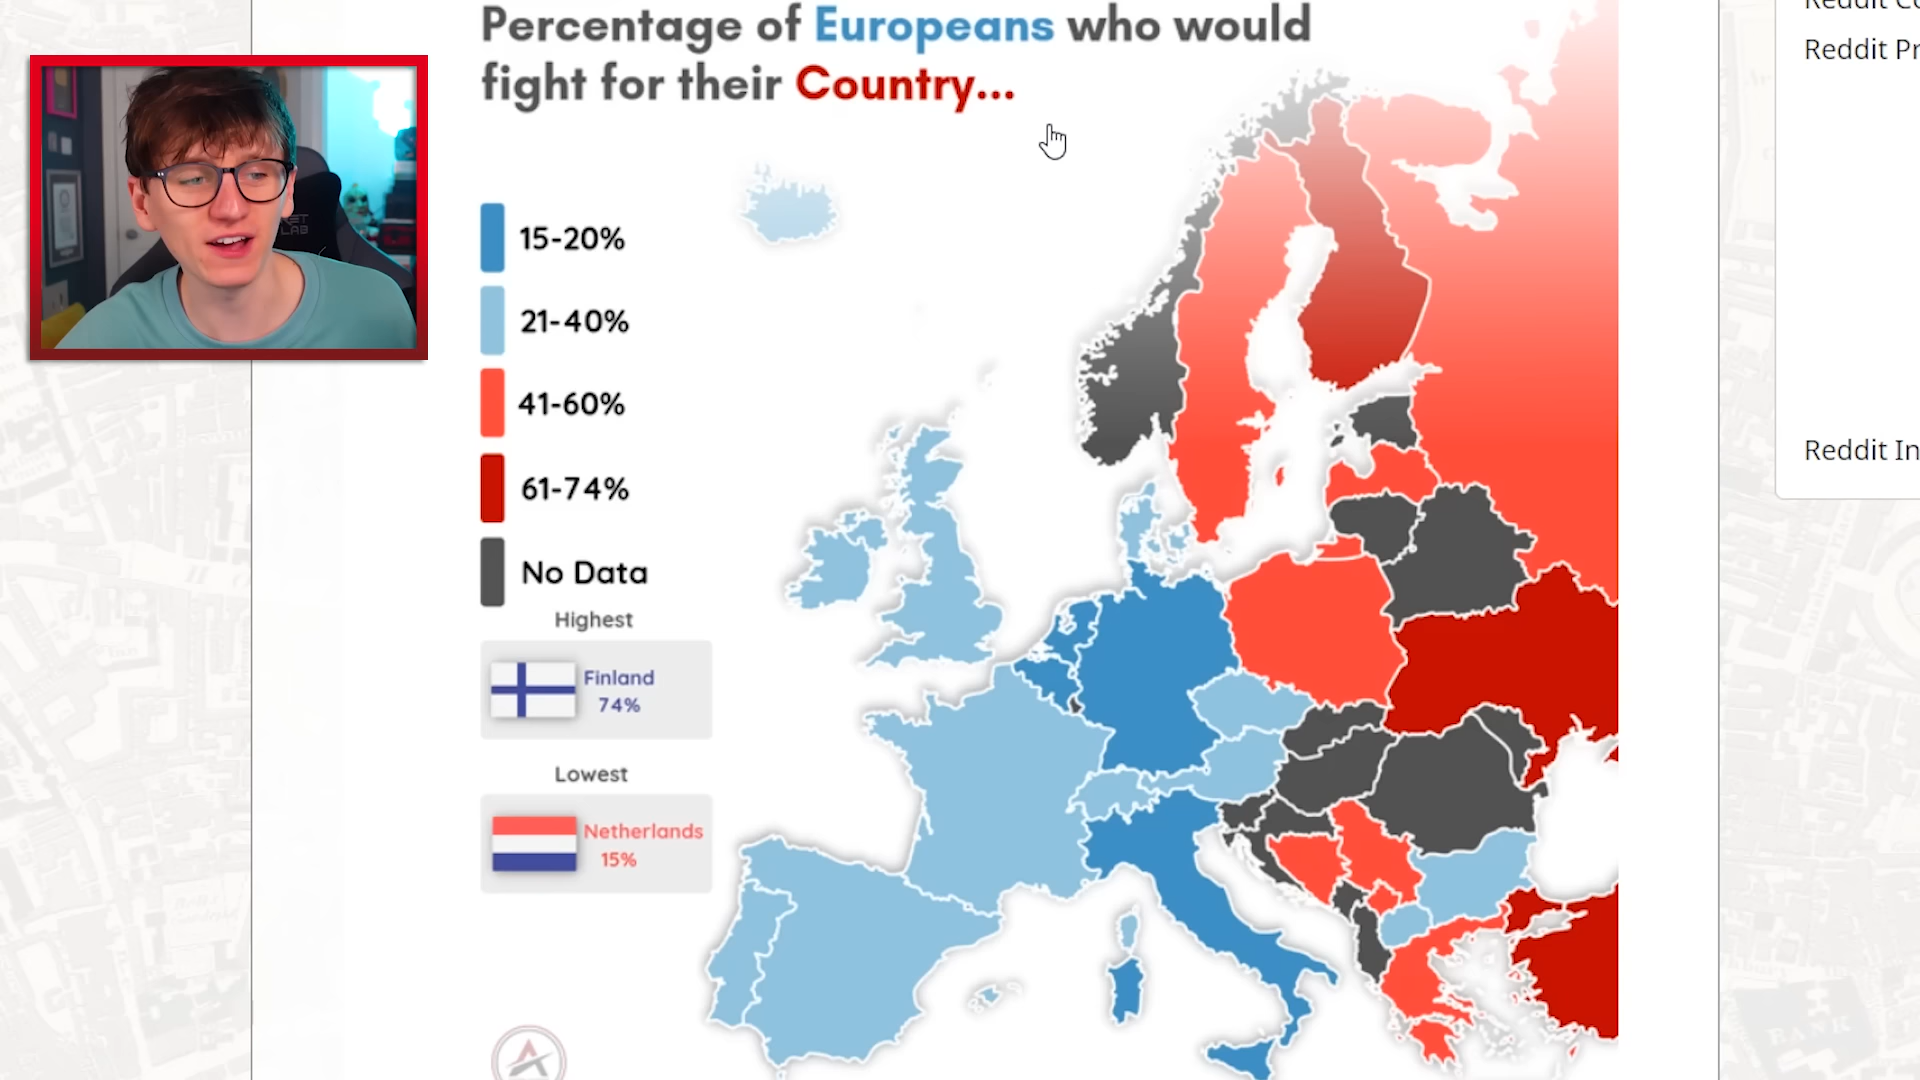 Percentage of Europeans who would
fight for their Country...
15-20%
21-40%
41-60%
61-74%
No Data
Highest
Finland
74%
Lowest
Netherlands
15%
Reddit Pr
Reddit In